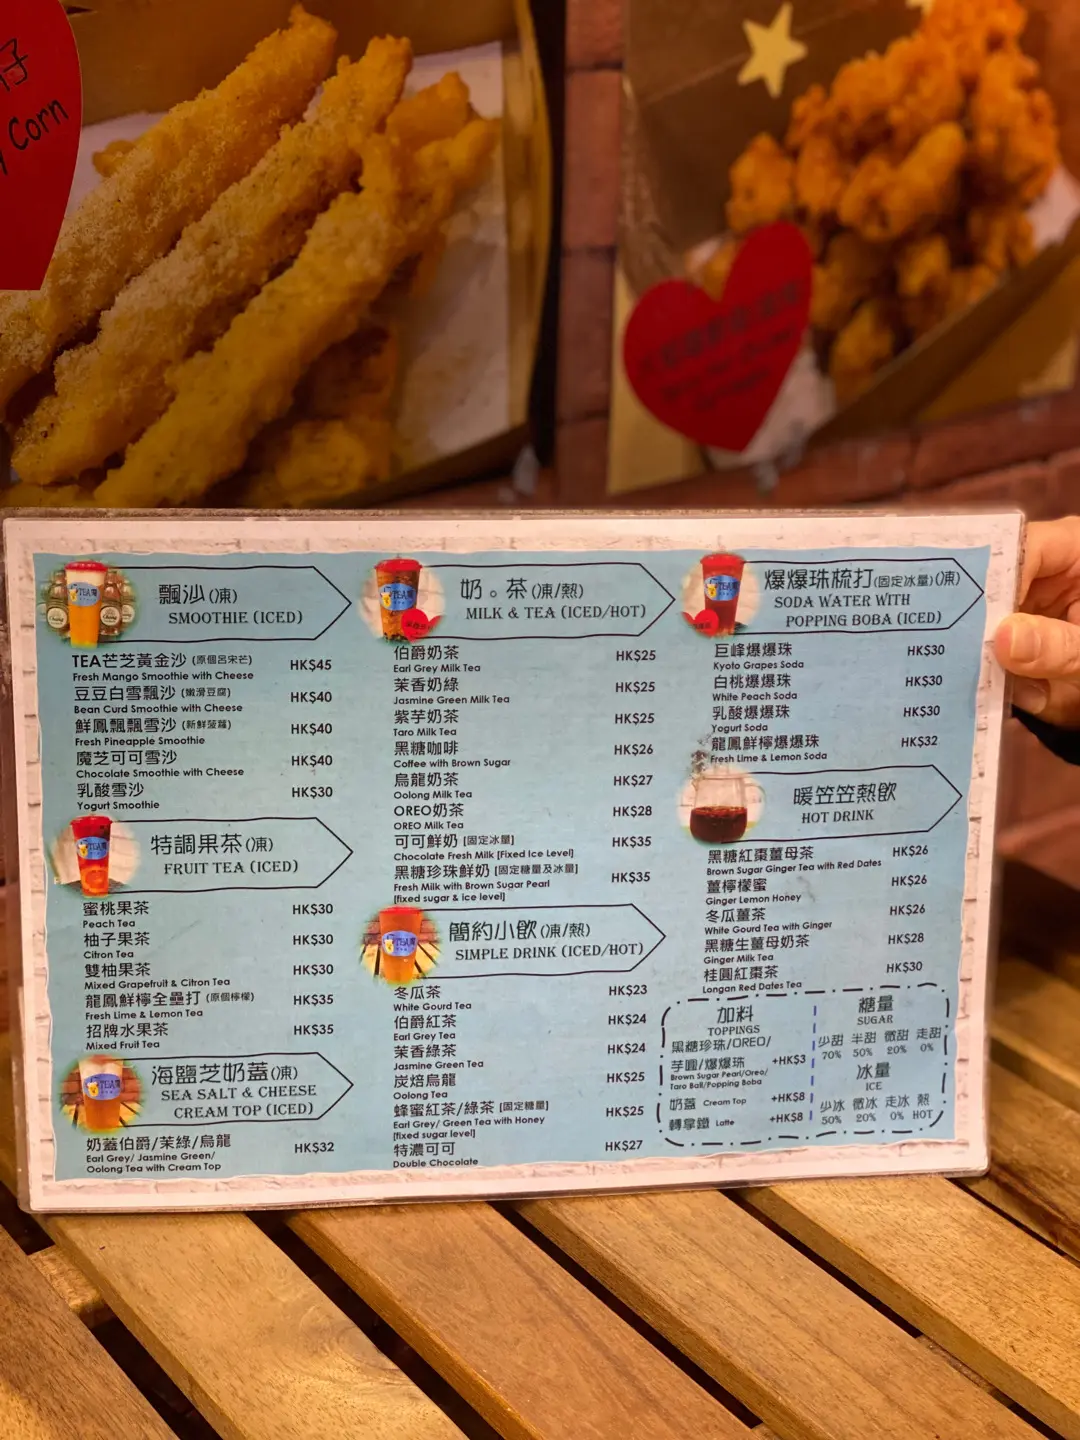 仔
Corn
飄沙(凍)
SMOOTHIE (ICED)
TEA芒芝黃金沙 (原個呂宋芒) HK$45
Fresh Mango Smoothie with Cheese
豆豆白雪飄沙 (嫩滑豆腐) HK$40
Bean Curd Smoothie with Cheese
鮮鳳飄飄雪沙 (新鮮菠蘿) HK$40
Fresh Pineapple Smoothie
魔芝可可雪沙 HK$40
Chocolate Smoothie with Cheese
乳酸雪沙 HK$30
Yogurt Smoothie
特調果茶(凍)
FRUIT TEA (ICED)
蜜桃果茶 HK$30
Peach Tea
柚子果茶 HK$30
Citron Tea
雙柚果茶 HK$30
Mixed Grapefruit & Citron Tea
龍鳳鮮檸全壘打 (原個檸檬) HK$35
Fresh Lime & Lemon Tea
招牌水果茶 HK$35
Mixed Fruit Tea
海鹽芝奶蓋(凍)
SEA SALT & CHEESE
CREAM TOP (ICED)
奶蓋伯爵/茉綠/烏龍 HK$32
Earl Grey/ Jasmine Green/
Oolong Tea with Cream Top
奶。茶(凍/熱)
MILK & TEA (ICED/HOT)
伯爵奶茶 HK$25
Earl Grey Milk Tea
茉香奶綠 HK$25
Jasmine Green Milk Tea
紫芋奶茶 HK$25
Taro Milk Tea
黑糖咖啡 HK$26
Coffee with Brown Sugar
烏龍奶茶 HK$27
Oolong Milk Tea
OREO奶茶 HK$28
OREO Milk Tea
可可鮮奶 [固定冰量] HK$35
Chocolate Fresh Milk [Fixed Ice Level]
黑糖珍珠鮮奶 [固定糖量及冰量] HK$35
Fresh Milk with Brown Sugar Pearl
[fixed sugar & ice level]
簡約小飲(凍/熱)
SIMPLE DRINK (ICED/HOT)
冬瓜茶 HK$23
White Gourd Tea
伯爵紅茶 HK$24
Earl Grey Tea
茉香綠茶 HK$24
Jasmine Green Tea
炭焙烏龍 HK$25
Oolong Tea
蜂蜜紅茶/綠茶 [固定糖量] HK$25
Earl Grey/ Green Tea with Honey
[fixed sugar level]
特濃可可 HK$27
Double Chocolate
爆爆珠梳打(固定冰量)(凍)
SODA WATER WITH
POPPING BOBA (ICED)
巨峰爆爆珠 HK$30
Kyoto Grapes Soda
白桃爆爆珠 HK$30
White Peach Soda
乳酸爆爆珠 HK$30
Yogurt Soda
龍鳳鮮檸爆爆珠 HK$32
Fresh Lime & Lemon Soda
暖笠笠熱飲
HOT DRINK
黑糖紅棗薑母茶 HK$26
Brown Sugar Ginger Tea with Red Dates
薑檸檬蜜 HK$26
Ginger Lemon Honey
冬瓜薑茶 HK$26
White Gourd Tea with Ginger
黑糖生薑母奶茶 HK$28
Ginger Milk Tea
桂圓紅棗茶 HK$30
Longan Red Dates Tea
加料
TOPPINGS
黑糖珍珠/OREO/
芋圓/爆爆珠 +HK$3
Brown Sugar Pearl/Oreo/
Taro Ball/Popping Boba
奶蓋 Cream Top +HK$8
轉拿鐵 Latte +HK$8
糖量
SUGAR
少甜 半甜 微甜 走甜
70% 50% 20% 0%
冰量
ICE
少冰 微冰 走冰 熱
50% 20% 0% HOT